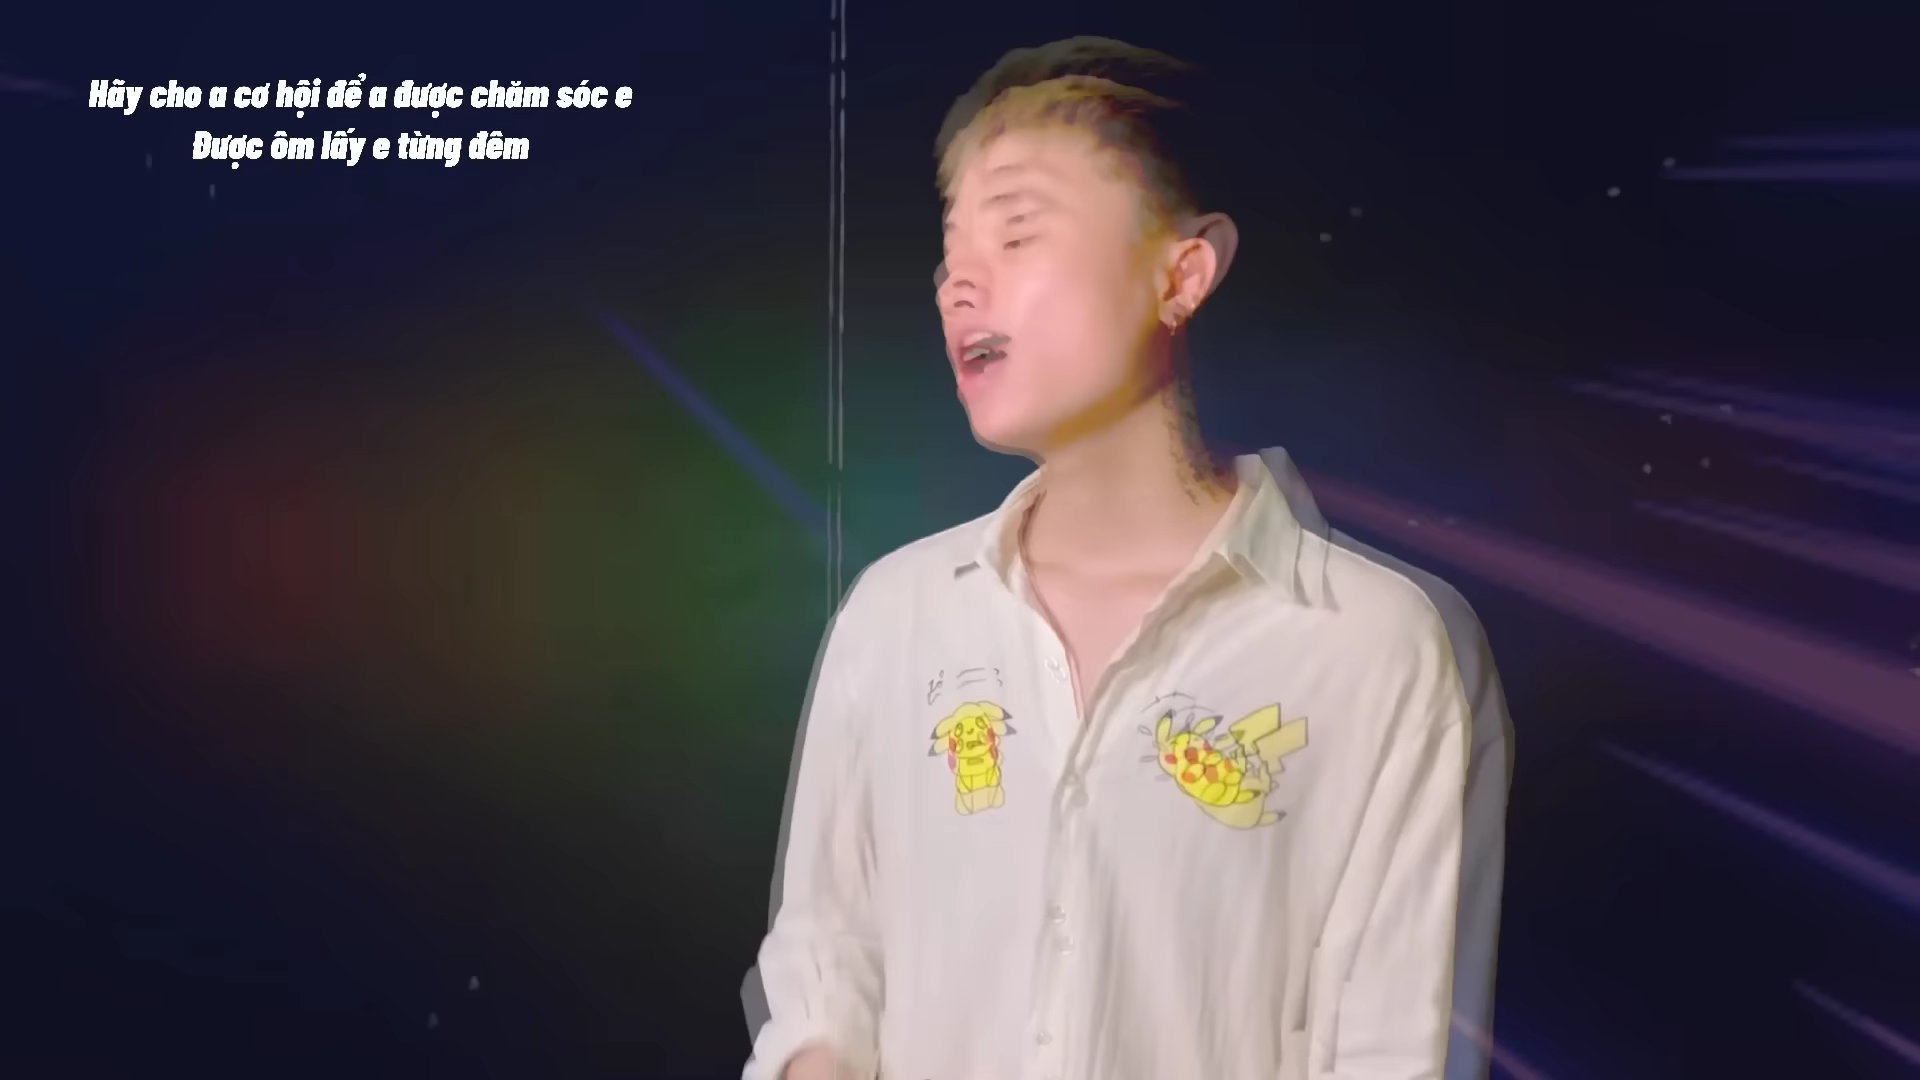 Hãy cho a cơ hội để a được chăm sóc e
Được ôm lấy e từng đêm